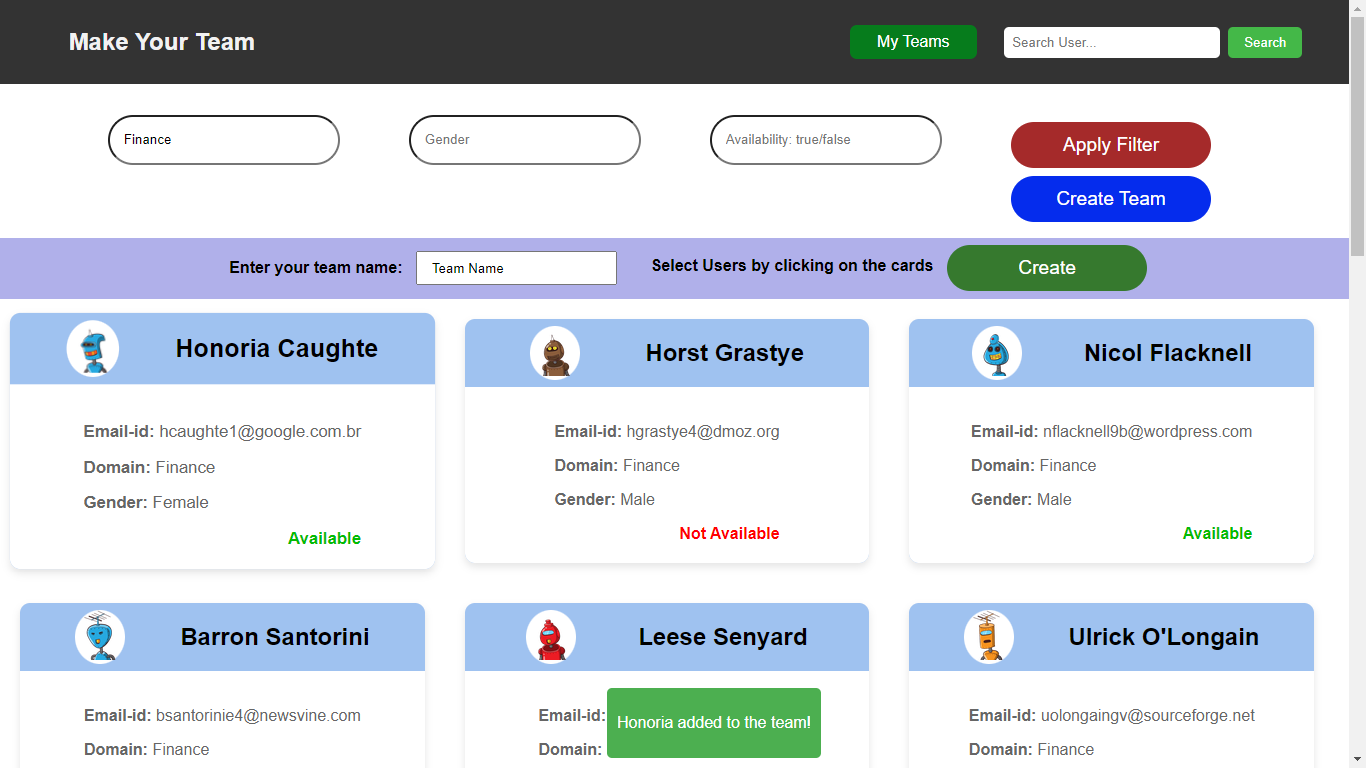 Make Your Team
My Teams
Search User...
Search
Finance
Gender
Availability: true/false
Apply Filter
Create Team
Enter your team name:
Team Name
Select Users by clicking on the cards
Create
Honoria Caughte
Email-id: hcaughte1@google.com.br
Domain: Finance
Gender: Female
Available
Horst Grastye
Email-id: hgrastye4@dmoz.org
Domain: Finance
Gender: Male
Not Available
Nicol Flacknell
Email-id: nflacknell9b@wordpress.com
Domain: Finance
Gender: Male
Available
Barron Santorini
Email-id: bsantorinie4@newsvine.com
Domain: Finance
Leese Senyard
Email-id:
Domain:
Honoria added to the team!
Ulrick O'Longain
Email-id: uolongaingv@sourceforge.net
Domain: Finance